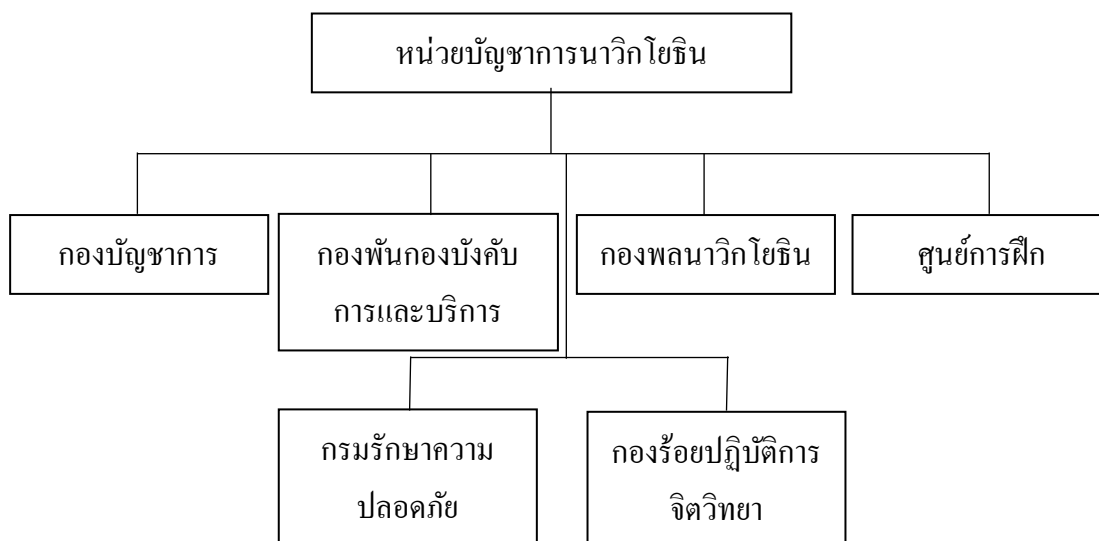 หน่วยบัญชาการนาวิกโยธิน
กองบัญชาการ
กองพันกองบังคับ
การและบริการ
กองพลนาวิกโยธิน
ศูนย์การฝึก
กรมรักษาความ
ปลอดภัย
กองร้อยปฏิบัติการ
จิตวิทยา